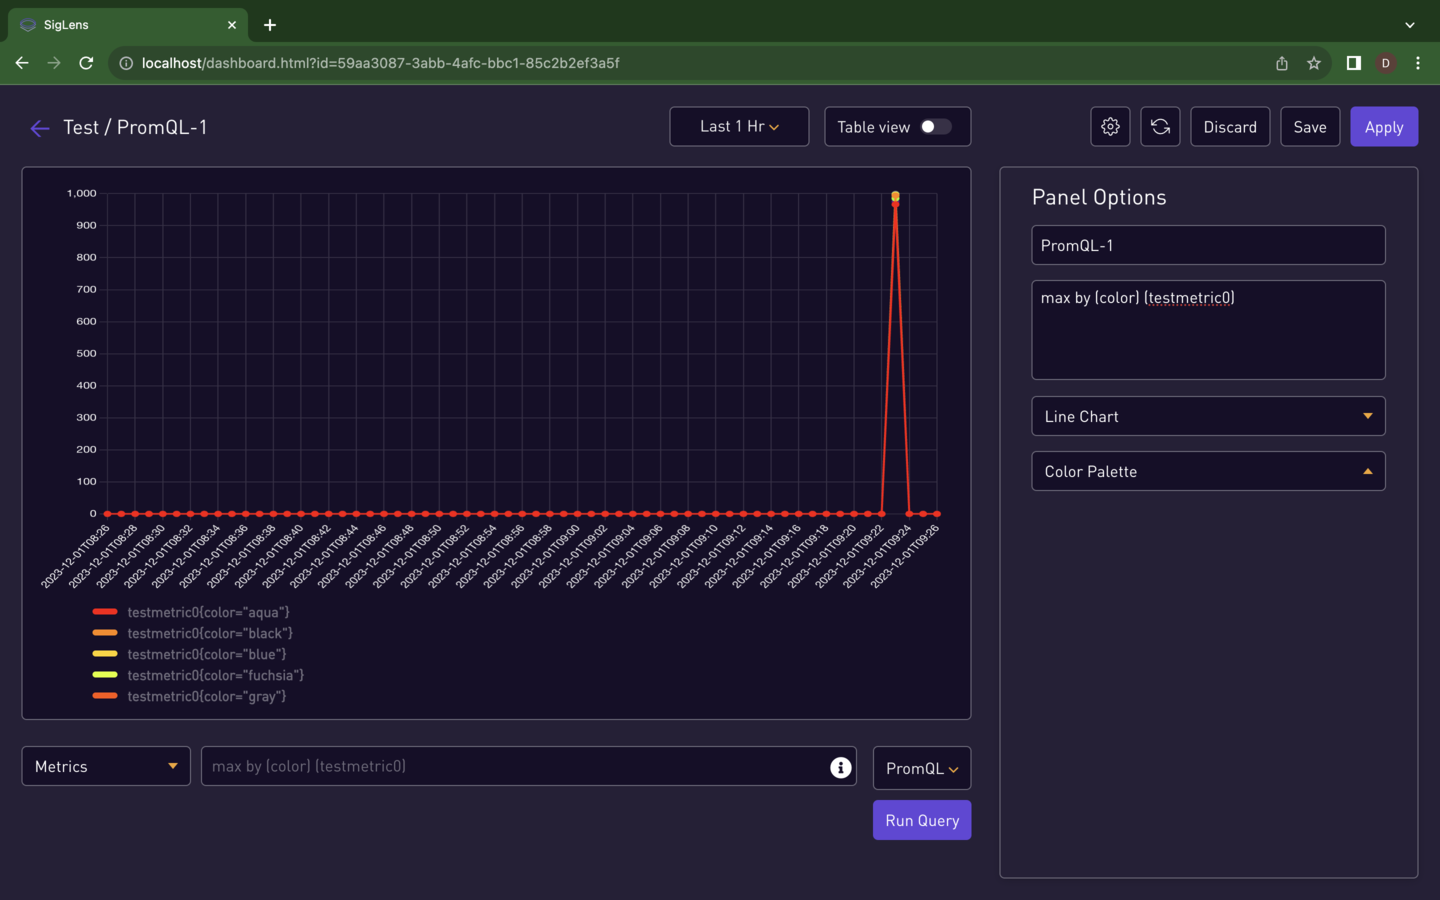 SigLens
localhost/dashboard.html?id=59aa3087-3abb-4afc-bbc1-85c2b2ef3a5f
D
Test / PromQL-1
Last 1 Hr
Table view
Discard
Save
Apply
1,000
900
800
700
600
500
400
300
200
100
0
2023-12-01T08:26
2023-12-01T08:28
2023-12-01T08:30
2023-12-01T08:32
2023-12-01T08:34
2023-12-01T08:36
2023-12-01T08:38
2023-12-01T08:40
2023-12-01T08:42
2023-12-01T08:44
2023-12-01T08:46
2023-12-01T08:48
2023-12-01T08:50
2023-12-01T08:52
2023-12-01T08:54
2023-12-01T08:56
2023-12-01T08:58
2023-12-01T09:00
2023-12-01T09:02
2023-12-01T09:04
2023-12-01T09:06
2023-12-01T09:08
2023-12-01T09:10
2023-12-01T09:12
2023-12-01T09:14
2023-12-01T09:16
2023-12-01T09:18
2023-12-01T09:20
2023-12-01T09:22
2023-12-01T09:24
2023-12-01T09:26
testmetric0{color="aqua"}
testmetric0{color="black"}
testmetric0{color="blue"}
testmetric0{color="fuchsia"}
testmetric0{color="gray"}
Panel Options
PromQL-1
max by (color) (testmetric0)
Line Chart
Color Palette
Metrics
max by (color) (testmetric0)
PromQL
Run Query